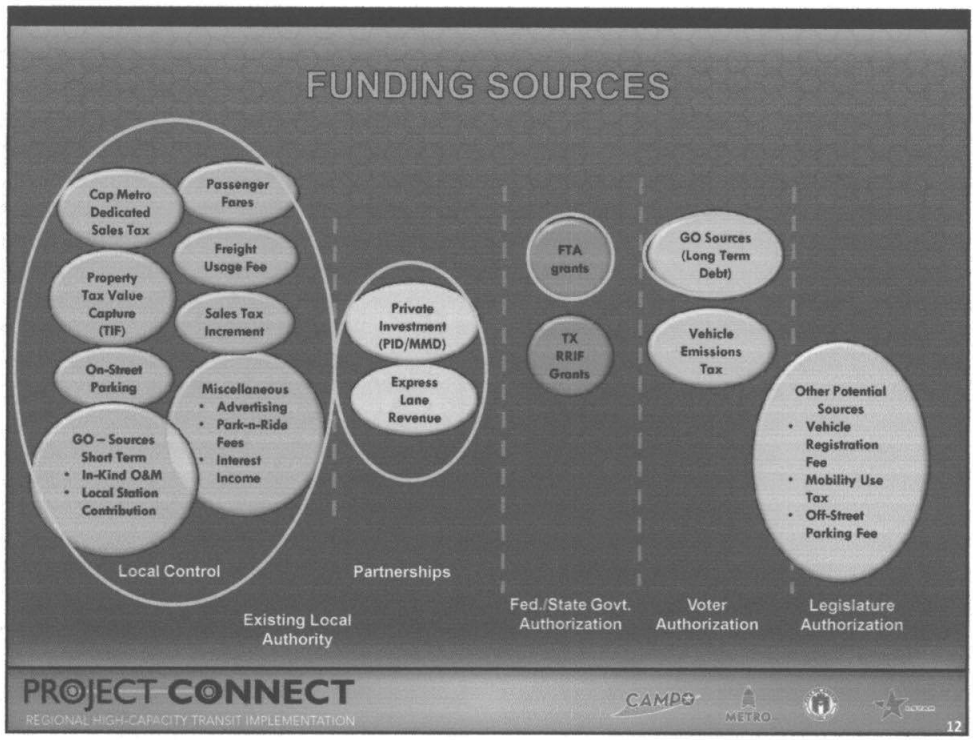 FUNDING SOURCES
Cap Metro
Dedicated
Sales Tax
Passenger
Fares
Property
Tax Value
Capture
(TIF)
Freight
Usage Fee
Sales Tax
Increment
On-Street
Parking
GO – Sources
Short Term
• In-Kind O&M
• Local Station
Contribution
Miscellaneous
• Advertising
• Park-n-Ride
Fees
• Interest
Income
Local Control
Private
Investment
(PID/MMD)
Express
Lane
Revenue
Partnerships
Existing Local
Authority
FTA
grants
TX
RRIF
Grants
Fed./State Govt.
Authorization
GO Sources
(Long Term
Debt)
Vehicle
Emissions
Tax
Voter
Authorization
Other Potential
Sources
• Vehicle
Registration
Fee
• Mobility Use
Tax
• Off-Street
Parking Fee
Legislature
Authorization
PROJECT CONNECT
REGIONAL HIGH-CAPACITY TRANSIT IMPLEMENTATION
CAMPO
METRO
12